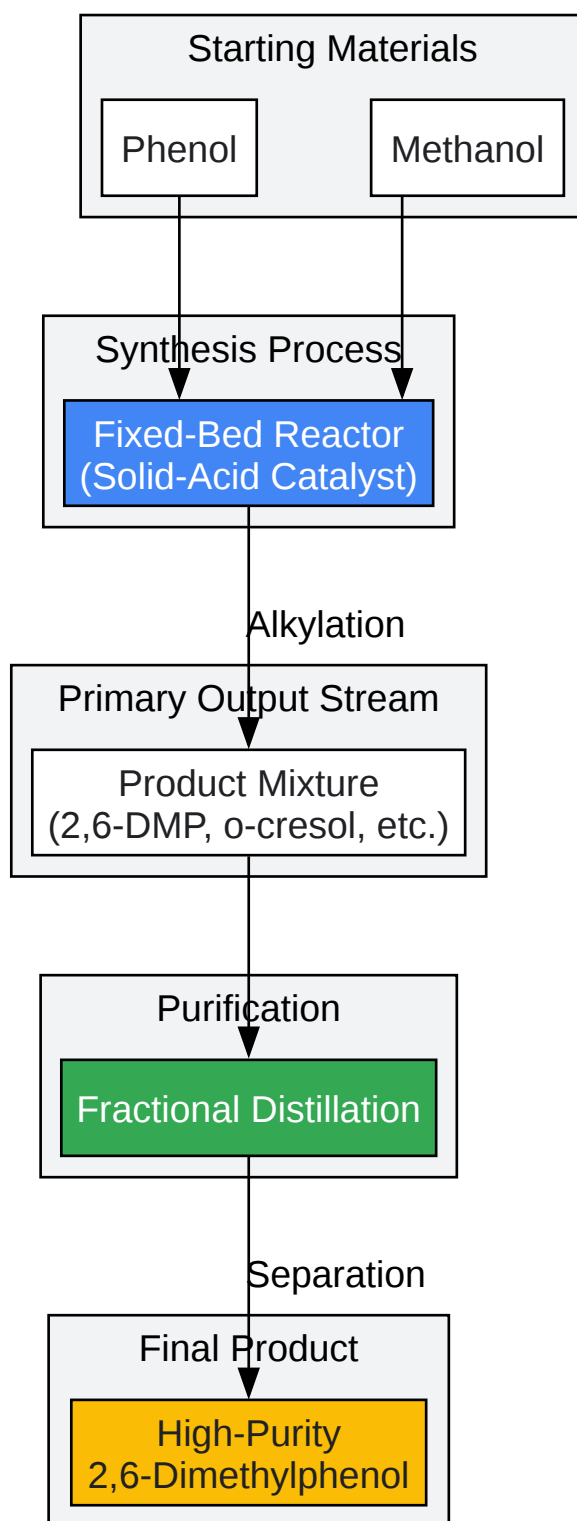 Starting Materials
Phenol
Methanol
Synthesis Process
Fixed-Bed Reactor
(Solid-Acid Catalyst)
Alkylation
Primary Output Stream
Product Mixture
(2,6-DMP, o-cresol, etc.)
Purification
Fractional Distillation
Separation
Final Product
High-Purity
2,6-Dimethylphenol